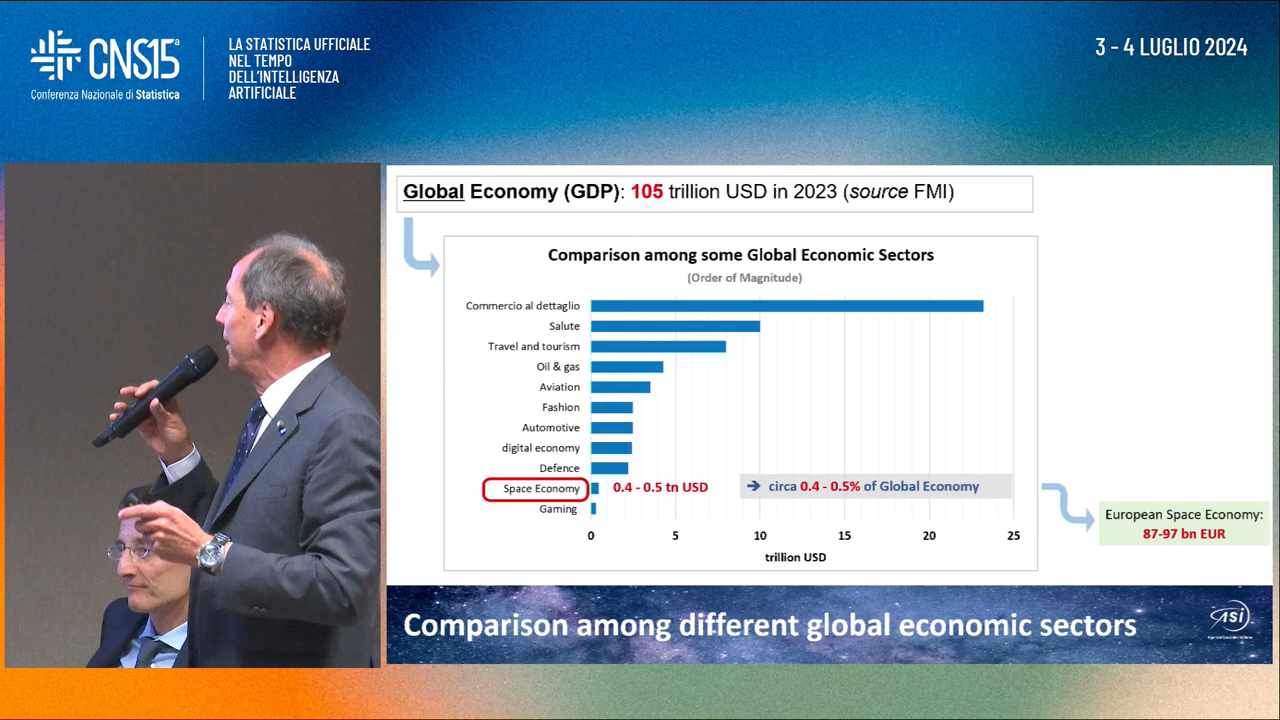 CNS15ª
Conferenza Nazionale di Statistica
LA STATISTICA UFFICIALE
NEL TEMPO
DELL'INTELLIGENZA
ARTIFICIALE
3 - 4 LUGLIO 2024
Global Economy (GDP): 105 trillion USD in 2023 (source FMI)
Comparison among some Global Economic Sectors
(Order of Magnitude)
Commercio al dettaglio
Salute
Travel and tourism
Oil & gas
Aviation
Fashion
Automotive
digital economy
Defence
Space Economy 0.4 - 0.5 tn USD ➔ circa 0.4 - 0.5% of Global Economy
Gaming
0 5 10 15 20 25
trillion USD
European Space Economy:
87-97 bn EUR
Comparison among different global economic sectors
ASI